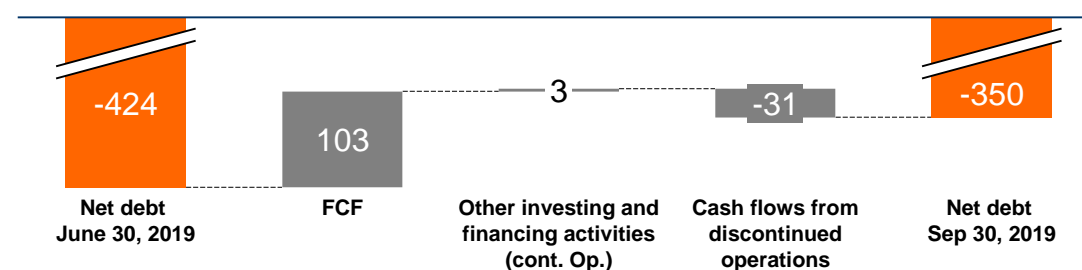 -424
103
3
-31
-350
Net debt
June 30, 2019
FCF
Other investing and
financing activities
(cont. Op.)
Cash flows from
discontinued
operations
Net debt
Sep 30, 2019